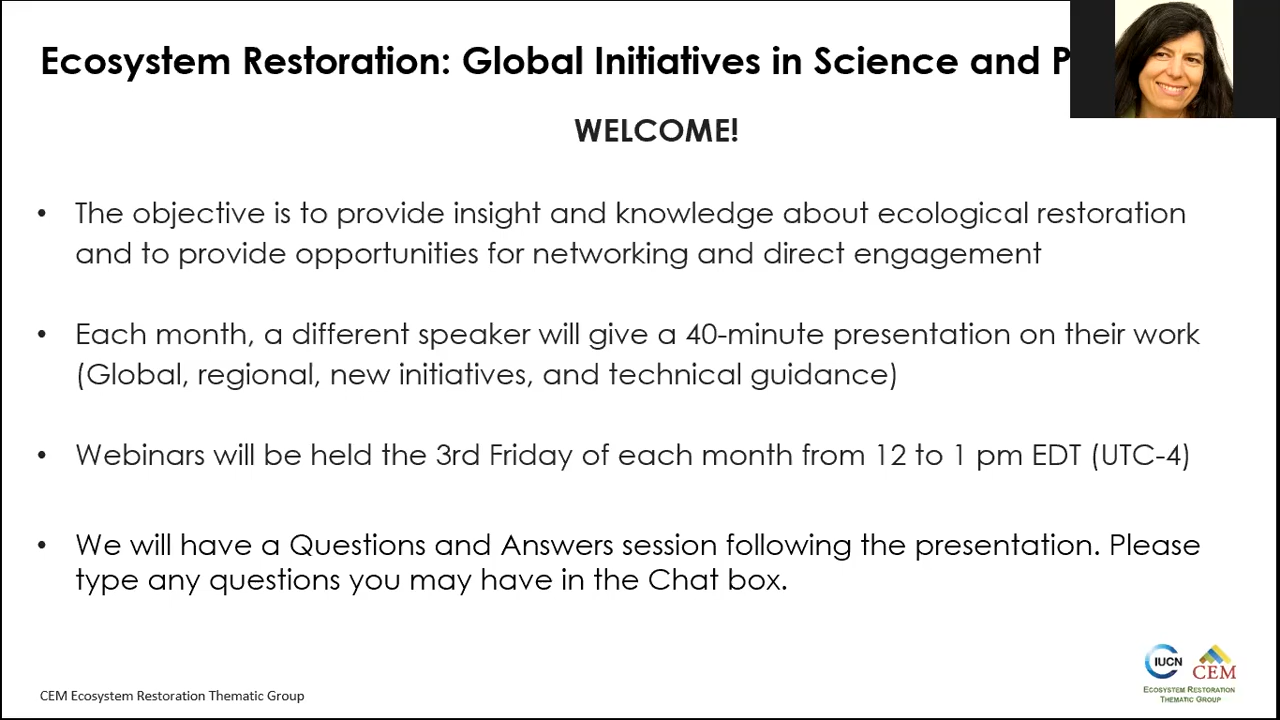 Ecosystem Restoration: Global Initiatives in Science and P
WELCOME!
• The objective is to provide insight and knowledge about ecological restoration
and to provide opportunities for networking and direct engagement
• Each month, a different speaker will give a 40-minute presentation on their work
(Global, regional, new initiatives, and technical guidance)
• Webinars will be held the 3rd Friday of each month from 12 to 1 pm EDT (UTC-4)
• We will have a Questions and Answers session following the presentation. Please
type any questions you may have in the Chat box.
IUCN CEM
ECOSYSTEM RESTORATION
THEMATIC GROUP
CEM Ecosystem Restoration Thematic Group